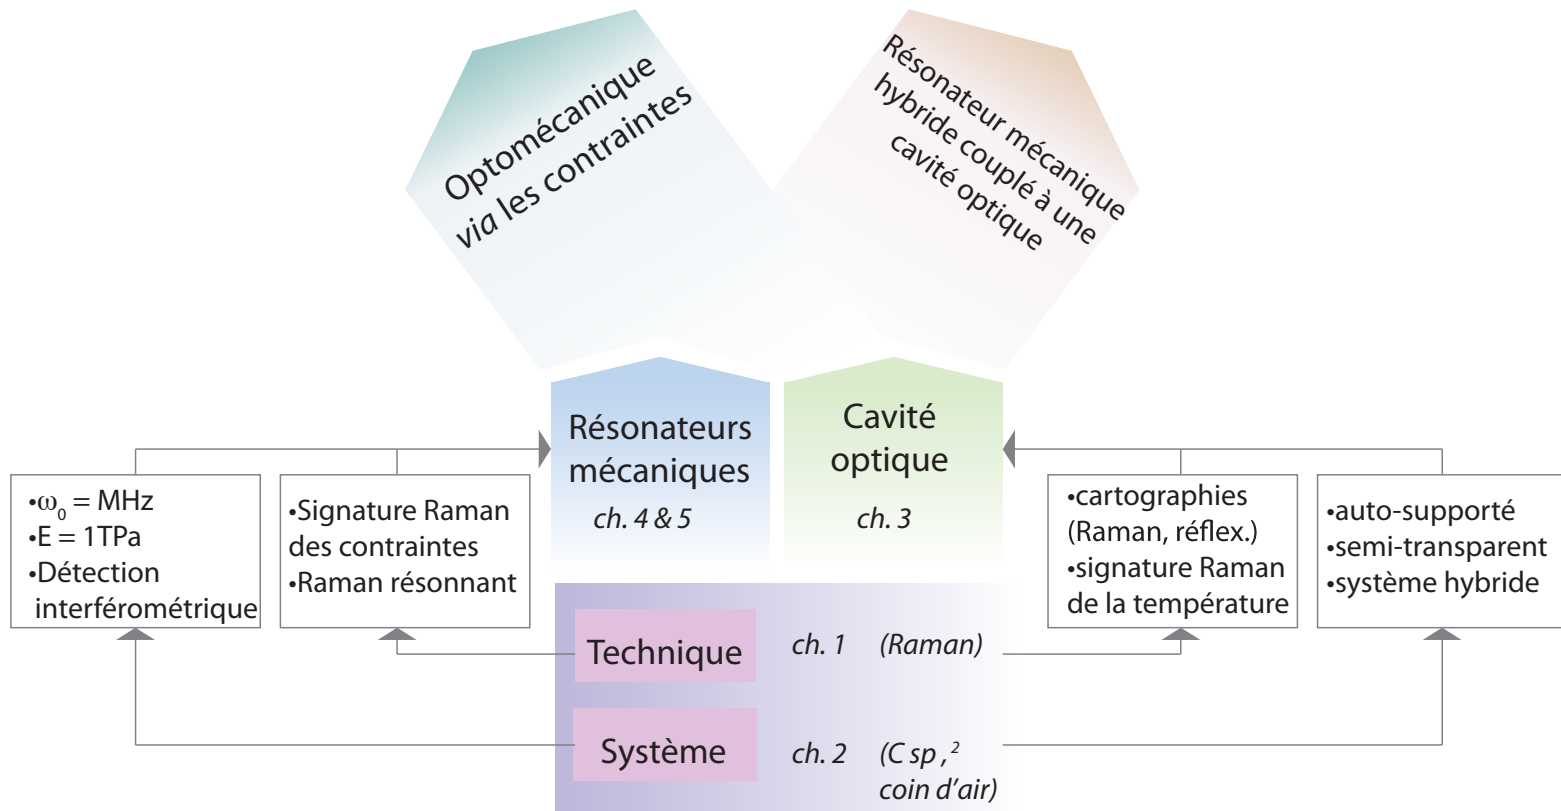 Optomécanique
via les contraintes
Résonateur mécanique
hybride couplé à une
cavité optique
Résonateurs
mécaniques
ch. 4 & 5
Cavité
optique
ch. 3
•ω₀ = MHz
•E = 1TPa
•Détection
interférométrique
•Signature Raman
des contraintes
•Raman résonnant
•cartographies
(Raman, réflex.)
•signature Raman
de la température
•auto-supporté
•semi-transparent
•système hybride
Technique ch. 1 (Raman)
Système ch. 2 (C sp ,²
coin d'air)